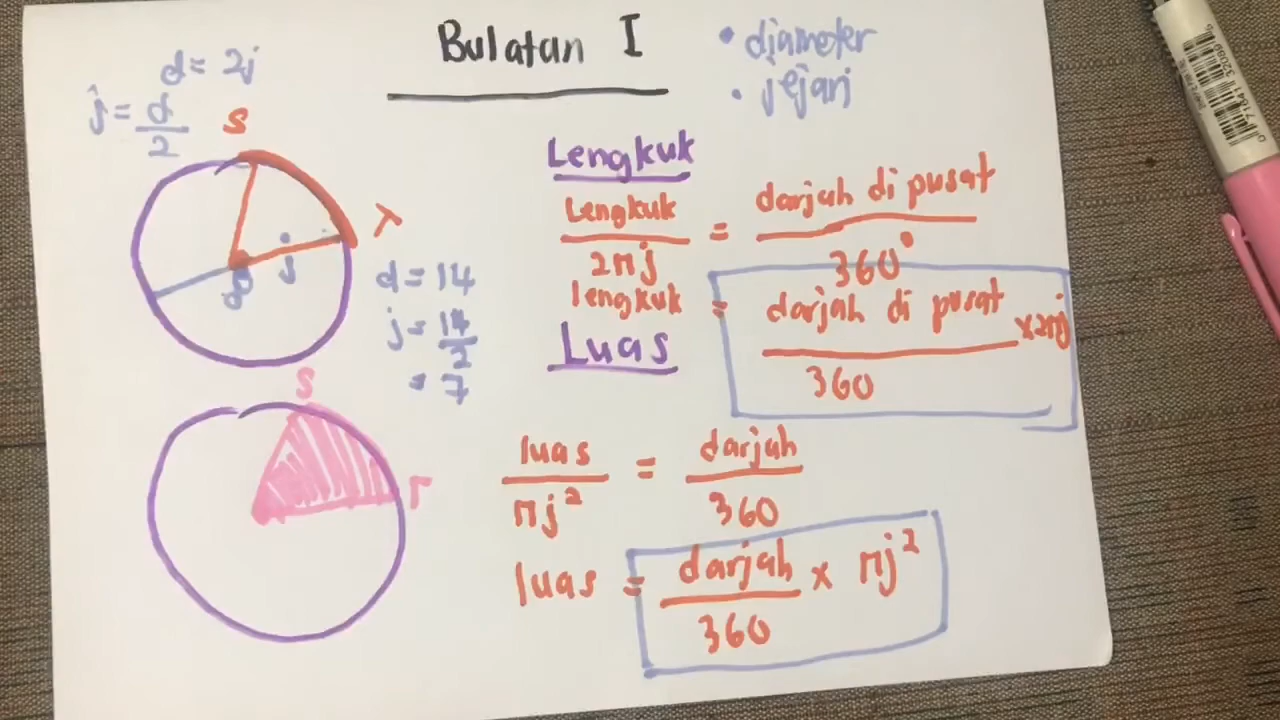 Bulatan I
• diameter
• jejari
d = 2j
j = d/2
s
r
j
d = 14
j = 14/2
= 7
Lengkuk
Lengkuk/2πj = darjah di pusat/360°
lengkuk = darjah di pusat/360 × 2πj
Luas
s
r
luas/πj² = darjah/360
luas = darjah/360 × πj²